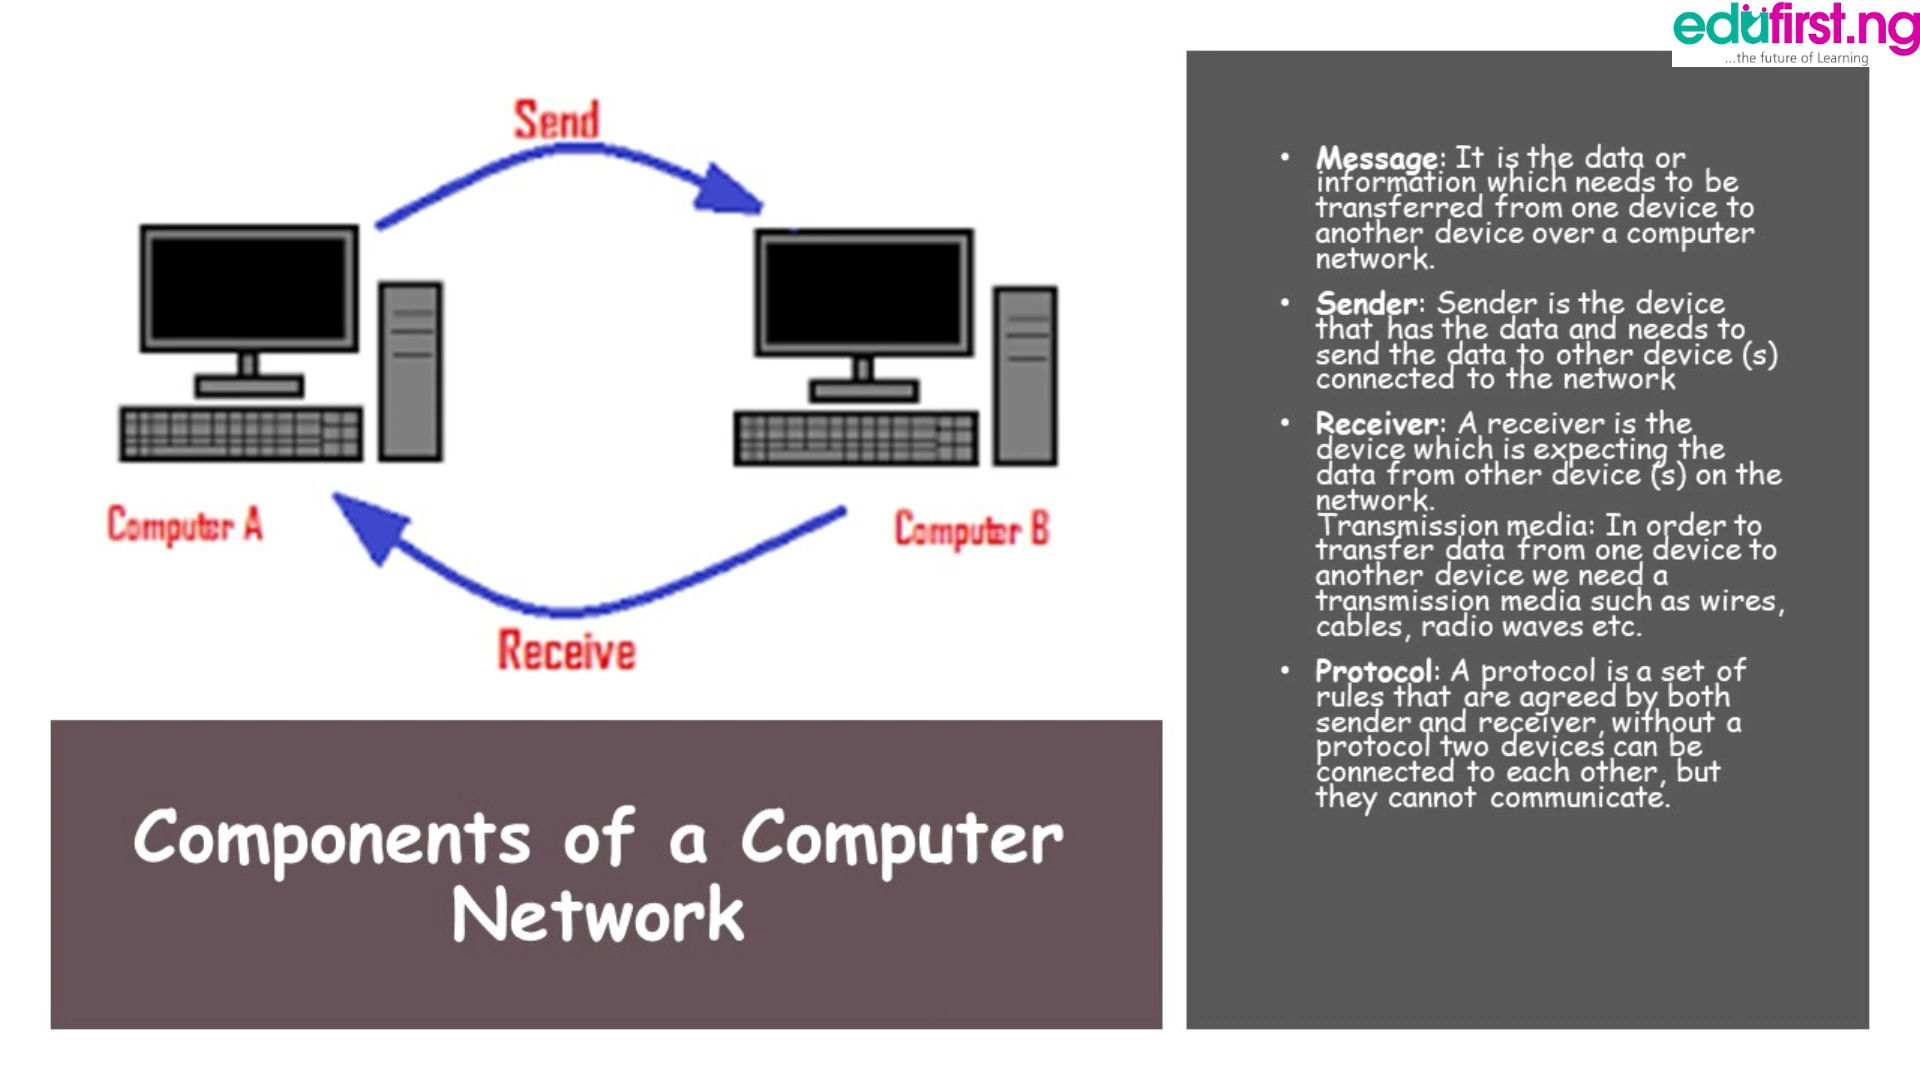 edufirst.ng
...the future of Learning
Send
Computer A
Computer B
Receive
Components of a Computer
Network
• Message: It is the data or
information which needs to be
transferred from one device to
another device over a computer
network.
• Sender: Sender is the device
that has the data and needs to
send the data to other device (s)
connected to the network
• Receiver: A receiver is the
device which is expecting the
data from other device (s) on the
network.
Transmission media: In order to
transfer data from one device to
another device we need a
transmission media such as wires,
cables, radio waves etc.
• Protocol: A protocol is a set of
rules that are agreed by both
sender and receiver, without a
protocol two devices can be
connected to each other, but
they cannot communicate.